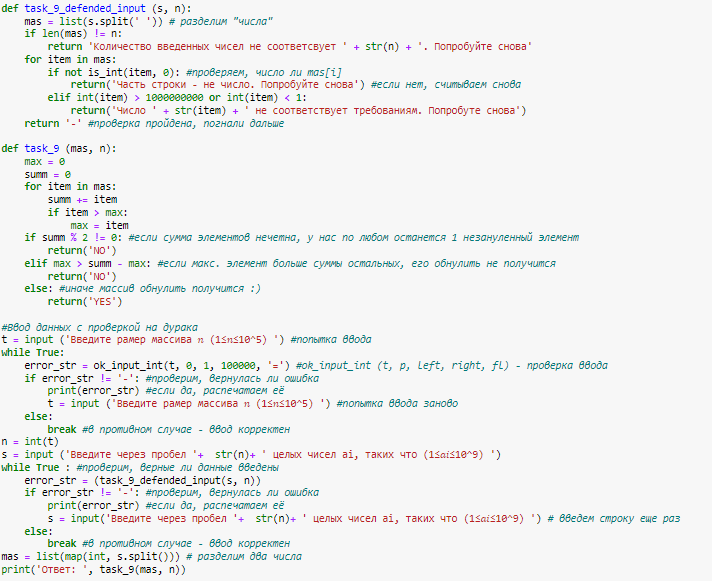 def task_9_defended_input (s, n):
    mas = list(s.split(' ')) # разделим "числа"
    if len(mas) != n:
        return 'Количество введенных чисел не соответсвует ' + str(n) + '. Попробуйте снова'
    for item in mas:
        if not is_int(item, 0): #проверяем, число ли mas[i]
            return('Часть строки - не число. Попробуйте снова') #если нет, считываем снова
        elif int(item) > 1000000000 or int(item) < 1:
            return('Число ' + str(item) + ' не соответствует требованиям. Попробуте снова')
    return '-' #проверка пройдена, погнали дальше

def task_9 (mas, n):
    max = 0
    summ = 0
    for item in mas:
        summ += item
        if item > max:
            max = item
    if summ % 2 != 0: #если сумма элементов нечетна, у нас по любом останется 1 незануленный элемент
        return('NO')
    elif max > summ - max: #если макс. элемент больше суммы остальных, его обнулить не получится
        return('NO')
    else: #иначе массив обнулить получится :)
        return('YES')

#Ввод данных с проверкой на дурака
t = input ('Введите рамер массива n (1≤n≤10^5) ') #попытка ввода
while True:
    error_str = ok_input_int(t, 0, 1, 100000, '=') #ok_input_int (t, p, left, right, fl) - проверка ввода
    if error_str != '-': #проверим, вернулась ли ошибка
        print(error_str) #если да, распечатаем её
        t = input ('Введите рамер массива n (1≤n≤10^5) ') #попытка ввода заново
    else:
        break #в противном случае - ввод корректен
n = int(t)
s = input ('Введите через пробел '+  str(n)+ ' целых чисел ai, таких что (1≤ai≤10^9) ')
while True : #проверим, верные ли данные введены
    error_str = (task_9_defended_input(s, n))
    if error_str != '-': #проверим, вернулась ли ошибка
        print(error_str) #если да, распечатаем её
        s = input('Введите через пробел '+  str(n)+ ' целых чисел ai, таких что (1≤ai≤10^9) ') # введем строку еще раз
    else:
        break #в противном случае - ввод корректен
mas = list(map(int, s.split())) # разделим два числа
print('Ответ: ', task_9(mas, n))